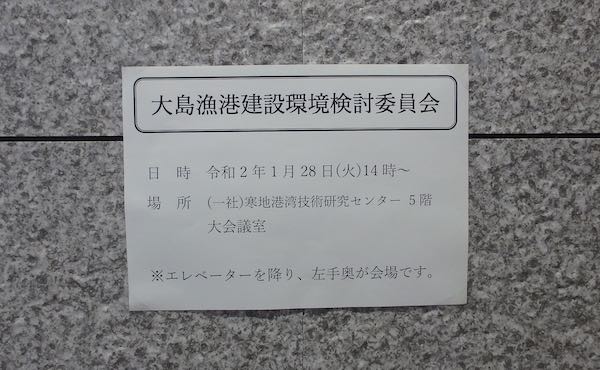 大島漁港建設環境検討委員会
日 時 令和2年1月28日(火)14時～
場 所 (一社)寒地港湾技術研究センター 5階
大会議室
※エレベーターを降り、左手奥が会場です。